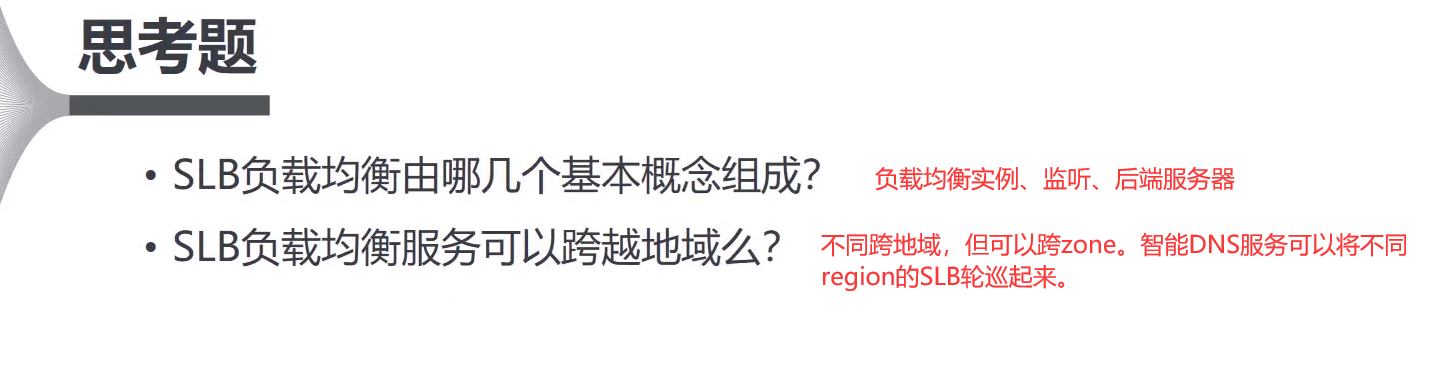 思考题
• SLB负载均衡由哪几个基本概念组成？ 负载均衡实例、监听、后端服务器
• SLB负载均衡服务可以跨越地域么？ 不同跨地域，但可以跨zone。智能DNS服务可以将不同
region的SLB轮巡起来。